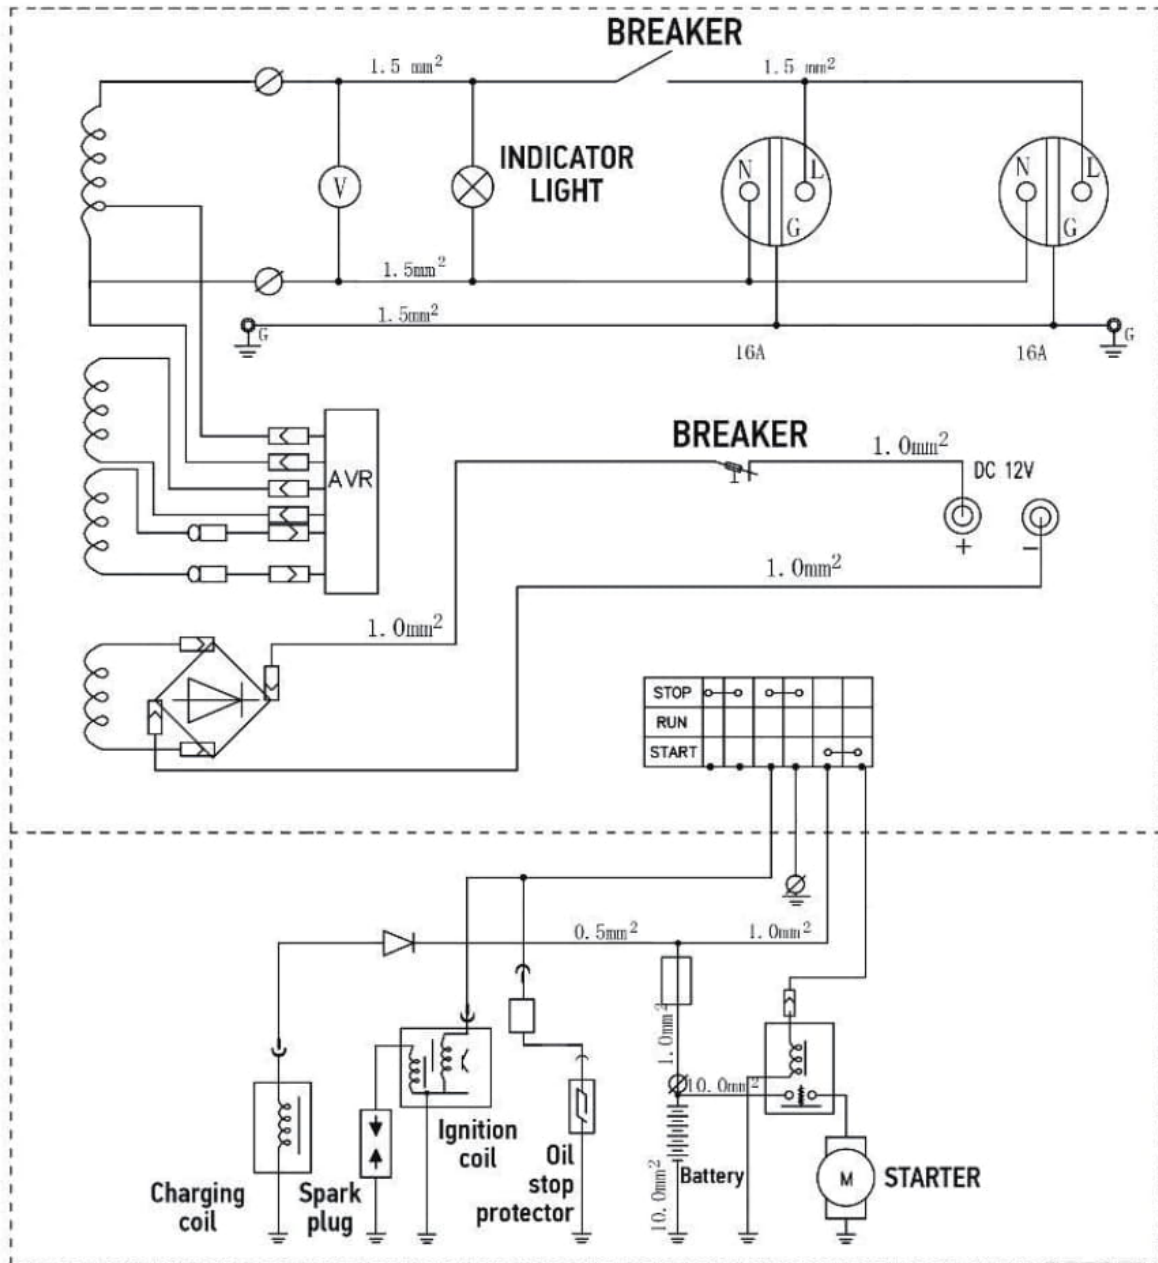 BREAKER
1.5 mm²
1.5 mm²
INDICATOR
LIGHT
V
N
L
G
N
L
G
1.5mm²
1.5mm²
G
G
16A
16A
AVR
BREAKER
1.0mm²
DC 12V
+
−
1.0mm²
1.0mm²
STOP
RUN
START
0.5mm²
1.0mm²
1.0mm²
10.0mm²
10.0mm²
Charging
coil
Spark
plug
Ignition
coil
Oil
stop
protector
Battery
M
STARTER